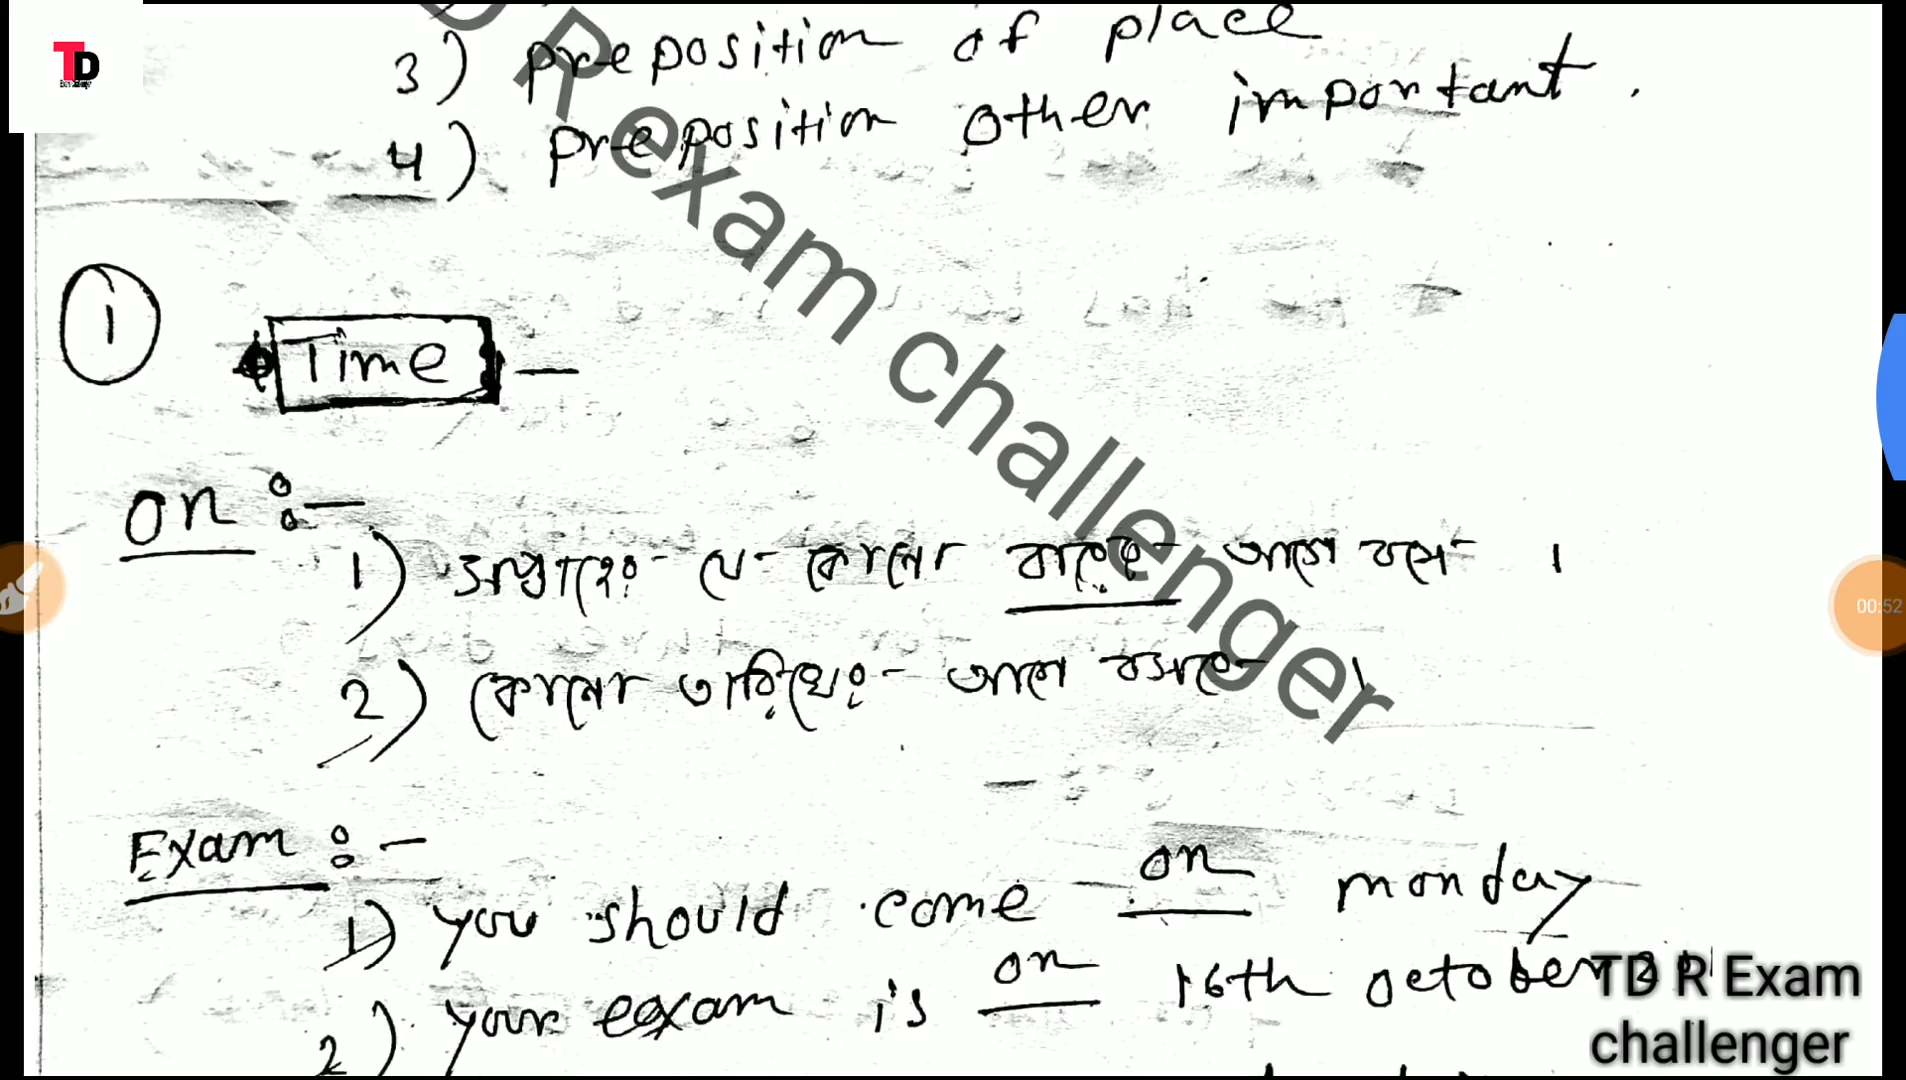 3) preposition of place
4) preposition other important.
1
Time —
on :—
1) সপ্তাহের যে কোনো বারের আগে বসে ।
2) কোনো তারিখের আগে বসবে ।
Exam :—
1) you should come on monday
2) your exam is on 16th october
TD
TD R Exam challenger
R exam challenger
00:52